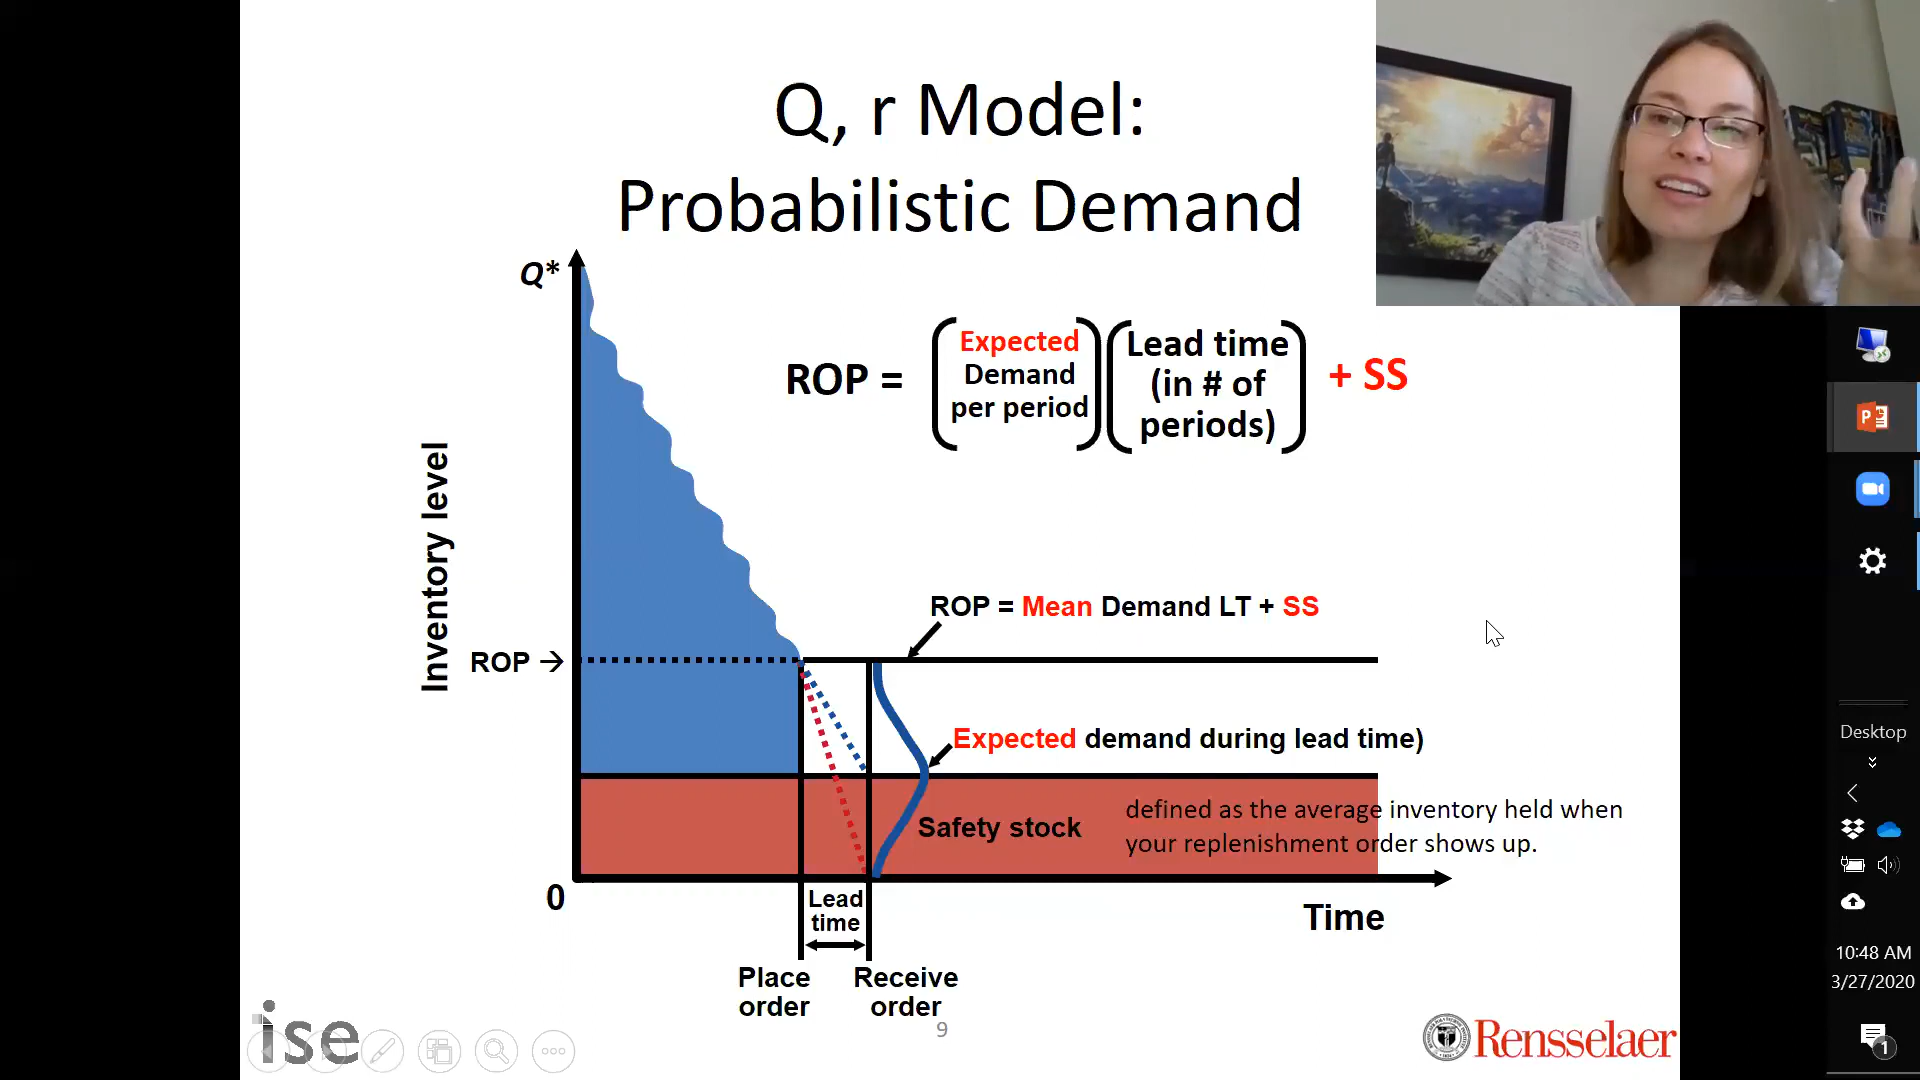 Q, r Model:
Probabilistic Demand
Q*
ROP =
Expected
Demand
per period
Lead time
(in # of
periods)
+ SS
Inventory level
ROP = Mean Demand LT + SS
ROP →
Expected demand during lead time)
Safety stock
defined as the average inventory held when
your replenishment order shows up.
0
Lead
time
Time
Place
order
Receive
order
9
ise
Rensselaer
Desktop
10:48 AM
3/27/2020
1